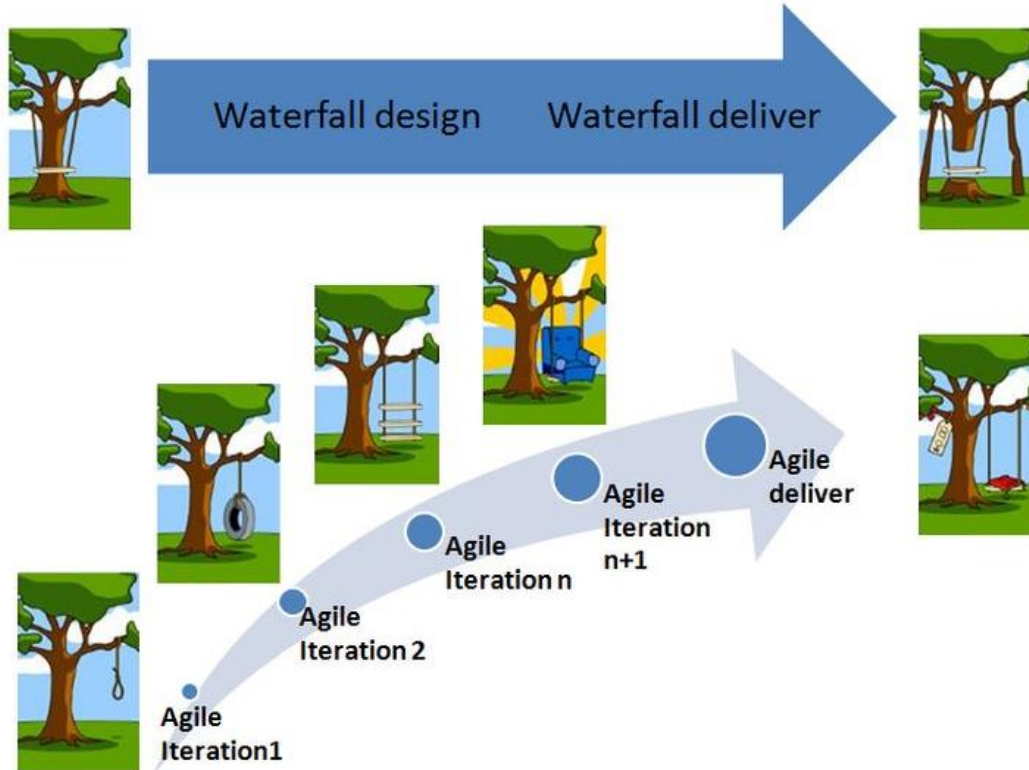 Waterfall design
Waterfall deliver
Agile
deliver
Agile
Iteration
n+1
Agile
Iteration n
Agile
Iteration 2
Agile
Iteration1